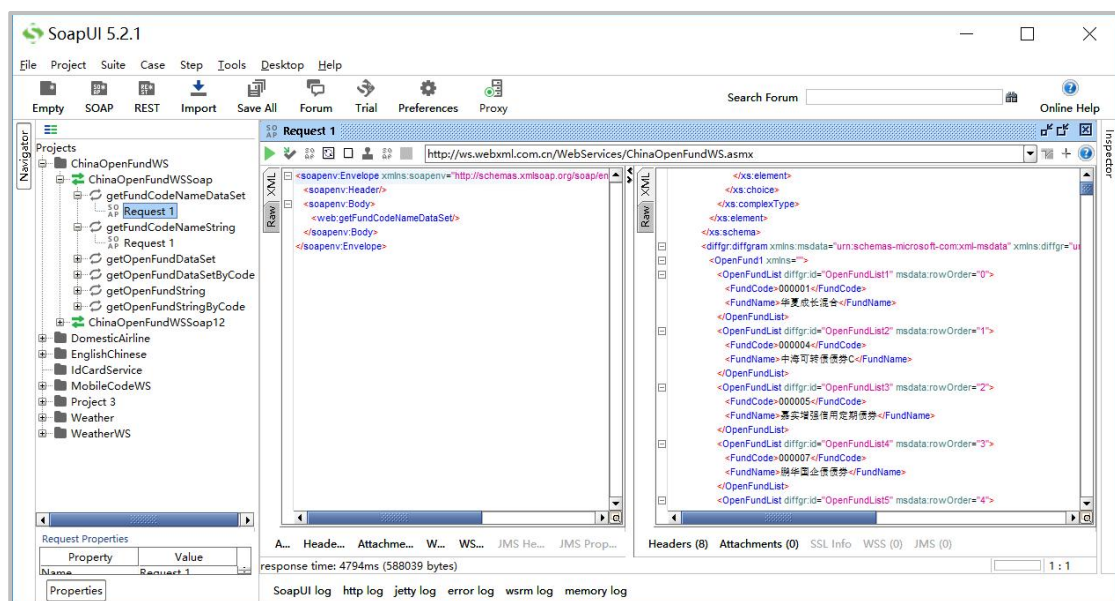 SoapUI 5.2.1
File Project Suite Case Step Tools Desktop Help
Empty SOAP REST Import Save All Forum Trial Preferences Proxy
Search Forum
Online Help
Navigator
Projects
ChinaOpenFundWS
ChinaOpenFundWSSoap
getFundCodeNameDataSet
Request 1
getFundCodeNameString
Request 1
getOpenFundDataSet
getOpenFundDataSetByCode
getOpenFundString
getOpenFundStringByCode
ChinaOpenFundWSSoap12
DomesticAirline
EnglishChinese
IdCardService
MobileCodeWS
Project 3
Weather
WeatherWS
Request Properties
Property Value
Name Request 1
Properties
SOAP Request 1
http://ws.webxml.com.cn/WebServices/ChinaOpenFundWS.asmx
XML
Raw
<soapenv:Envelope xmlns:soapenv="http://schemas.xmlsoap.org/soap/en
<soapenv:Header/>
<soapenv:Body>
<web:getFundCodeNameDataSet/>
</soapenv:Body>
</soapenv:Envelope>
XML
Raw
</xs:element>
</xs:choice>
</xs:complexType>
</xs:element>
</xs:schema>
<diffgr:diffgram xmlns:msdata="urn:schemas-microsoft-com:xml-msdata" xmlns:diffgr="ur
<OpenFund1 xmlns="">
<OpenFundList diffgr:id="OpenFundList1" msdata:rowOrder="0">
<FundCode>000001</FundCode>
<FundName>华夏成长混合</FundName>
</OpenFundList>
<OpenFundList diffgr:id="OpenFundList2" msdata:rowOrder="1">
<FundCode>000004</FundCode>
<FundName>中海可转债债券C</FundName>
</OpenFundList>
<OpenFundList diffgr:id="OpenFundList3" msdata:rowOrder="2">
<FundCode>000005</FundCode>
<FundName>嘉实增强信用定期债券</FundName>
</OpenFundList>
<OpenFundList diffgr:id="OpenFundList4" msdata:rowOrder="3">
<FundCode>000007</FundCode>
<FundName>鹏华国企债债券</FundName>
</OpenFundList>
<OpenFundList diffgr:id="OpenFundList5" msdata:rowOrder="4">
A... Heade... Attachme... W... WS... JMS He... JMS Prop...
Headers (8) Attachments (0) SSL Info WSS (0) JMS (0)
response time: 4794ms (588039 bytes)
1 : 1
SoapUI log http log jetty log error log wsrm log memory log
Inspector